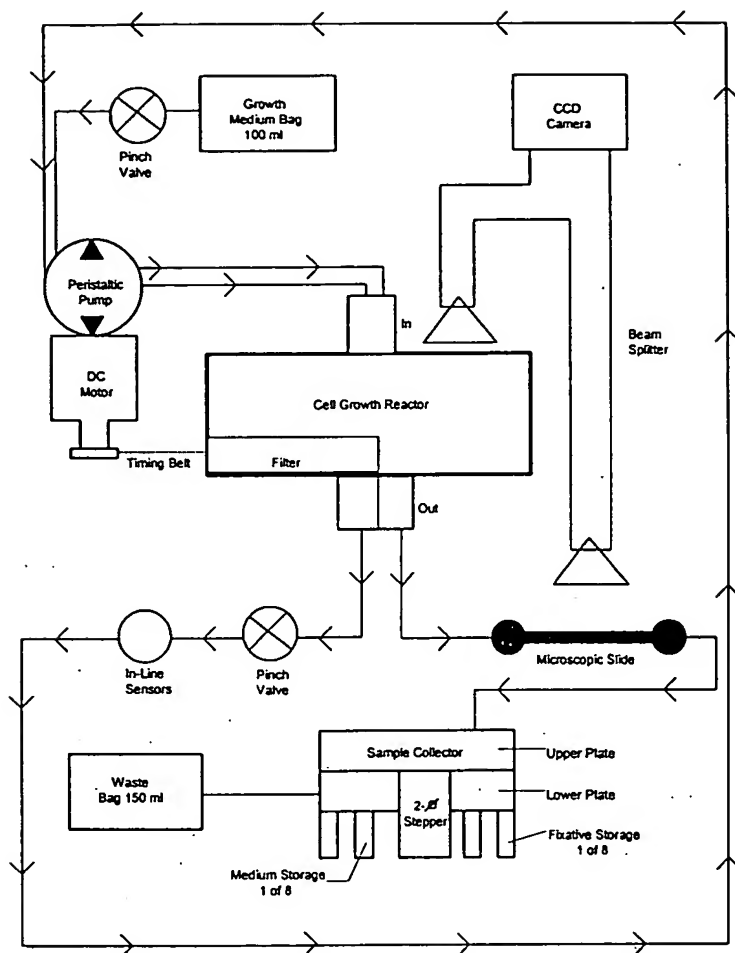 Growth
Medium Bag
100 ml
CCD
Camera
Pinch
Valve
Peristaltic
Pump
In
Beam
Splitter
DC
Motor
Cell Growth Reactor
Timing Belt
Filter
Out
In-Line
Sensors
Pinch
Valve
Microscopic Slide
Sample Collector
Upper Plate
Waste
Bag 150 ml
2-Ø
Stepper
Lower Plate
Medium Storage
1 of 8
Fixative Storage
1 of 8